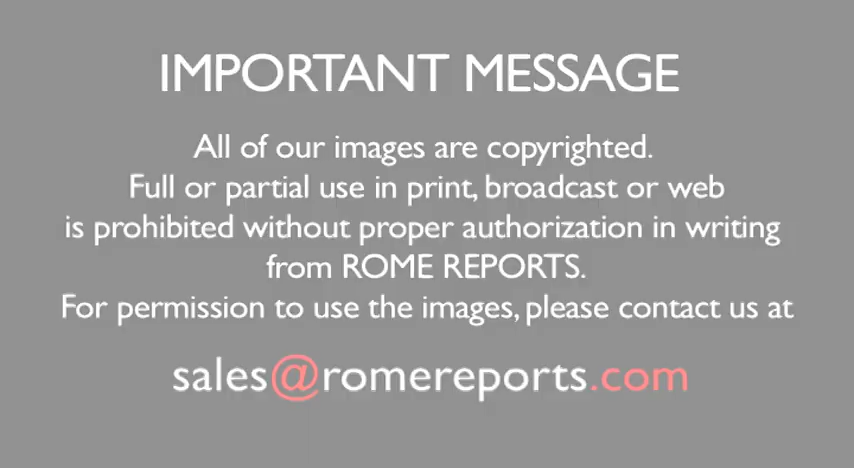 IMPORTANT MESSAGE
All of our images are copyrighted.
Full or partial use in print, broadcast or web
is prohibited without proper authorization in writing
from ROME REPORTS.
For permission to use the images, please contact us at
sales@romereports.com